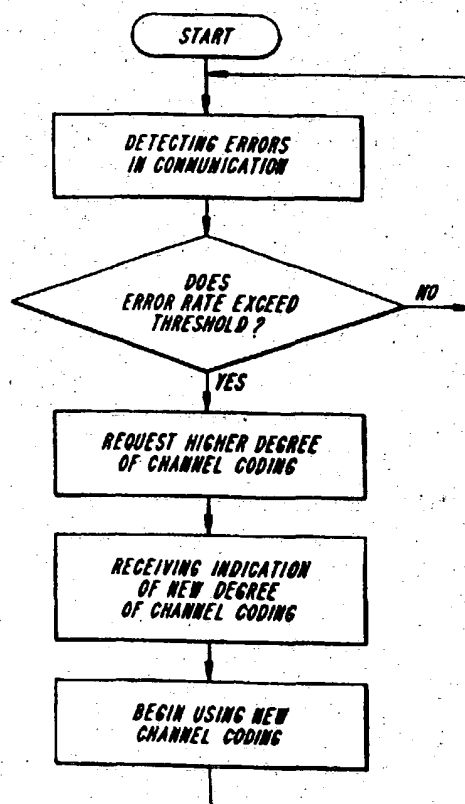 START
DETECTING ERRORS
IN COMMUNICATION
DOES
ERROR RATE EXCEED
THRESHOLD?
NO
YES
REQUEST HIGHER DEGREE
OF CHANNEL CODING
RECEIVING INDICATION
OF NEW DEGREE
OF CHANNEL CODING
BEGIN USING NEW
CHANNEL CODING